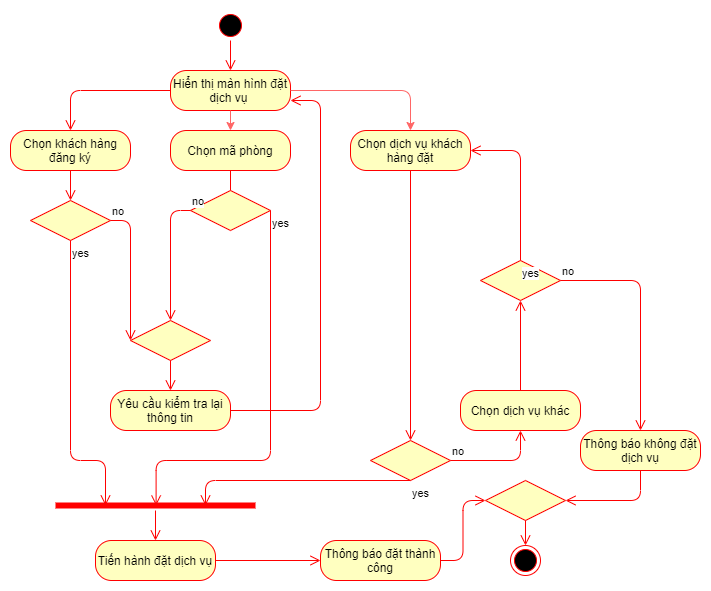 Hiển thị màn hình đặt
dịch vụ
Chọn khách hàng
đăng ký
Chọn mã phòng
Chọn dịch vụ khách
hàng đặt
no
no
yes
yes
yes
no
Yêu cầu kiểm tra lại
thông tin
Chọn dịch vụ khác
no
yes
Thông báo không đặt
dịch vụ
Tiến hành đặt dịch vụ
Thông báo đặt thành
công